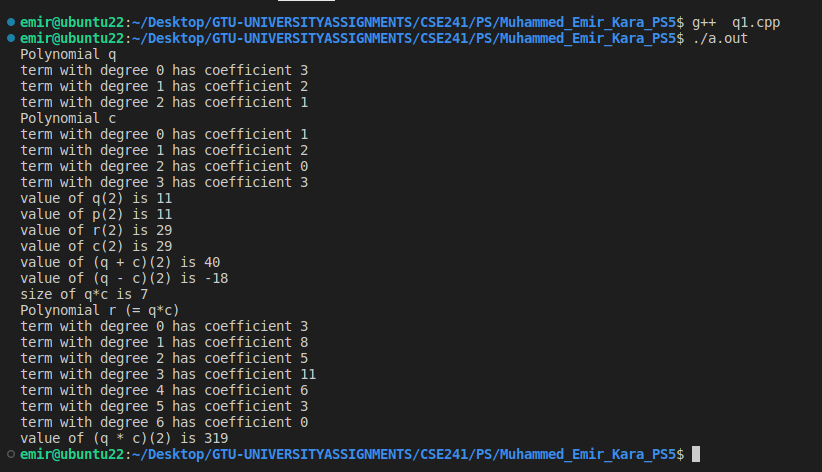 emir@ubuntu22:~/Desktop/GTU-UNIVERSITYASSIGNMENTS/CSE241/PS/Muhammed_Emir_Kara_PS5$ g++  q1.cpp
emir@ubuntu22:~/Desktop/GTU-UNIVERSITYASSIGNMENTS/CSE241/PS/Muhammed_Emir_Kara_PS5$ ./a.out
Polynomial q
term with degree 0 has coefficient 3
term with degree 1 has coefficient 2
term with degree 2 has coefficient 1
Polynomial c
term with degree 0 has coefficient 1
term with degree 1 has coefficient 2
term with degree 2 has coefficient 0
term with degree 3 has coefficient 3
value of q(2) is 11
value of p(2) is 11
value of r(2) is 29
value of c(2) is 29
value of (q + c)(2) is 40
value of (q - c)(2) is -18
size of q*c is 7
Polynomial r (= q*c)
term with degree 0 has coefficient 3
term with degree 1 has coefficient 8
term with degree 2 has coefficient 5
term with degree 3 has coefficient 11
term with degree 4 has coefficient 6
term with degree 5 has coefficient 3
term with degree 6 has coefficient 0
value of (q * c)(2) is 319
emir@ubuntu22:~/Desktop/GTU-UNIVERSITYASSIGNMENTS/CSE241/PS/Muhammed_Emir_Kara_PS5$